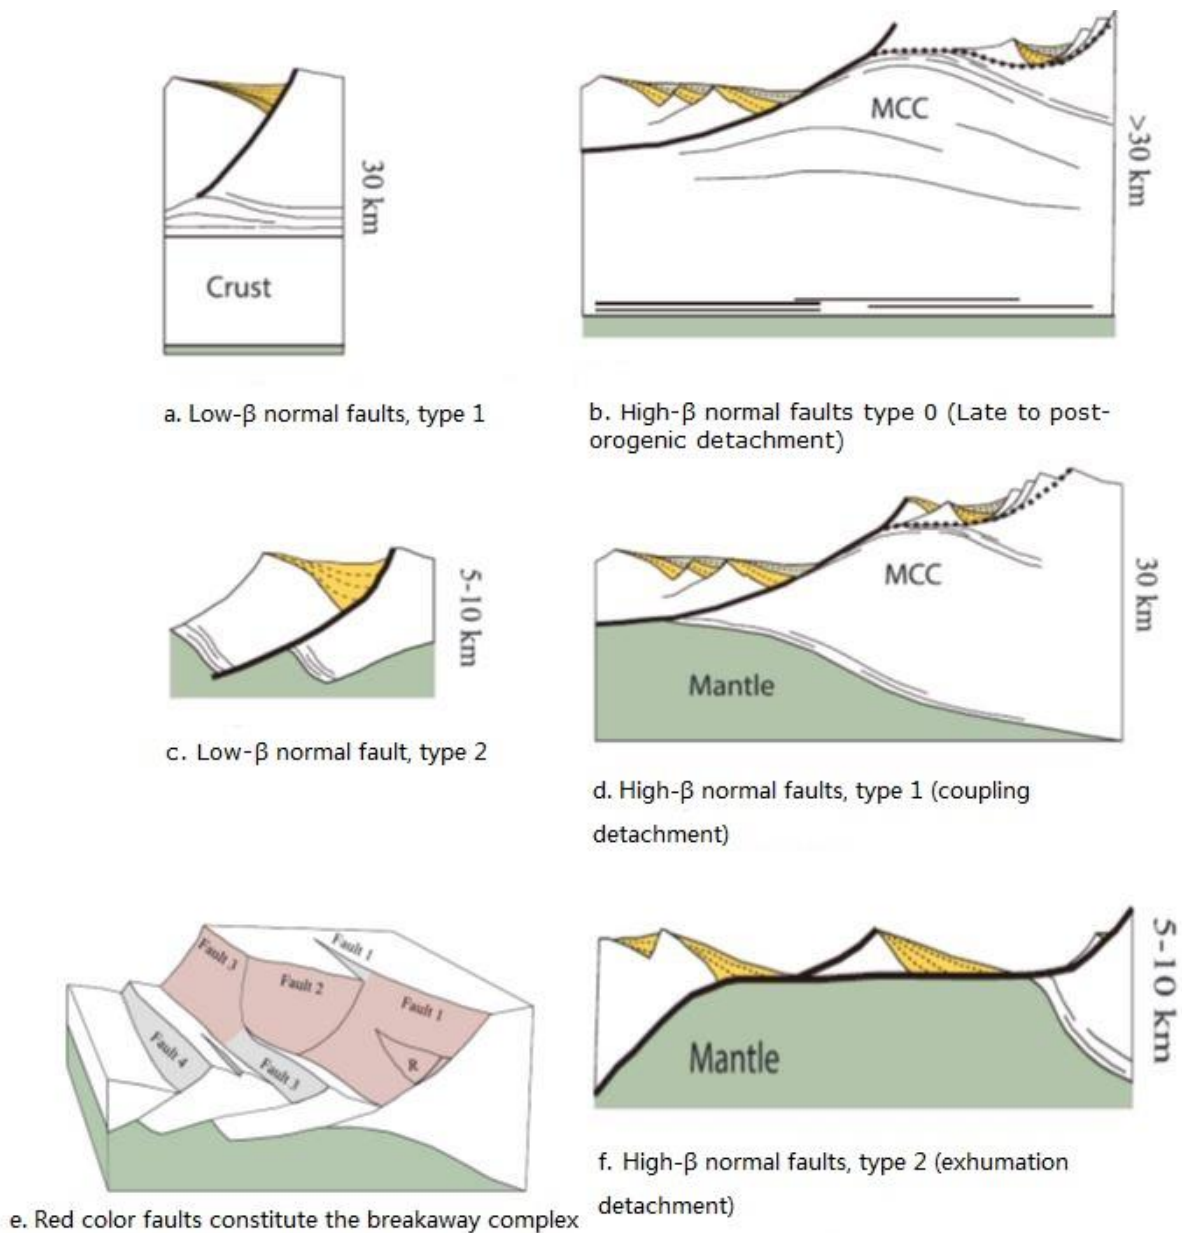 30 km
Crust
a. Low-β normal faults, type 1
MCC
>30 km
b. High-β normal faults type 0 (Late to post-
orogenic detachment)
5-10 km
c. Low-β normal fault, type 2
MCC
30 km
Mantle
d. High-β normal faults, type 1 (coupling
detachment)
Fault 1
Fault 3
Fault 2
Fault 1
Fault 4
Fault 3
R
e. Red color faults constitute the breakaway complex
5-10 km
Mantle
f. High-β normal faults, type 2 (exhumation
detachment)